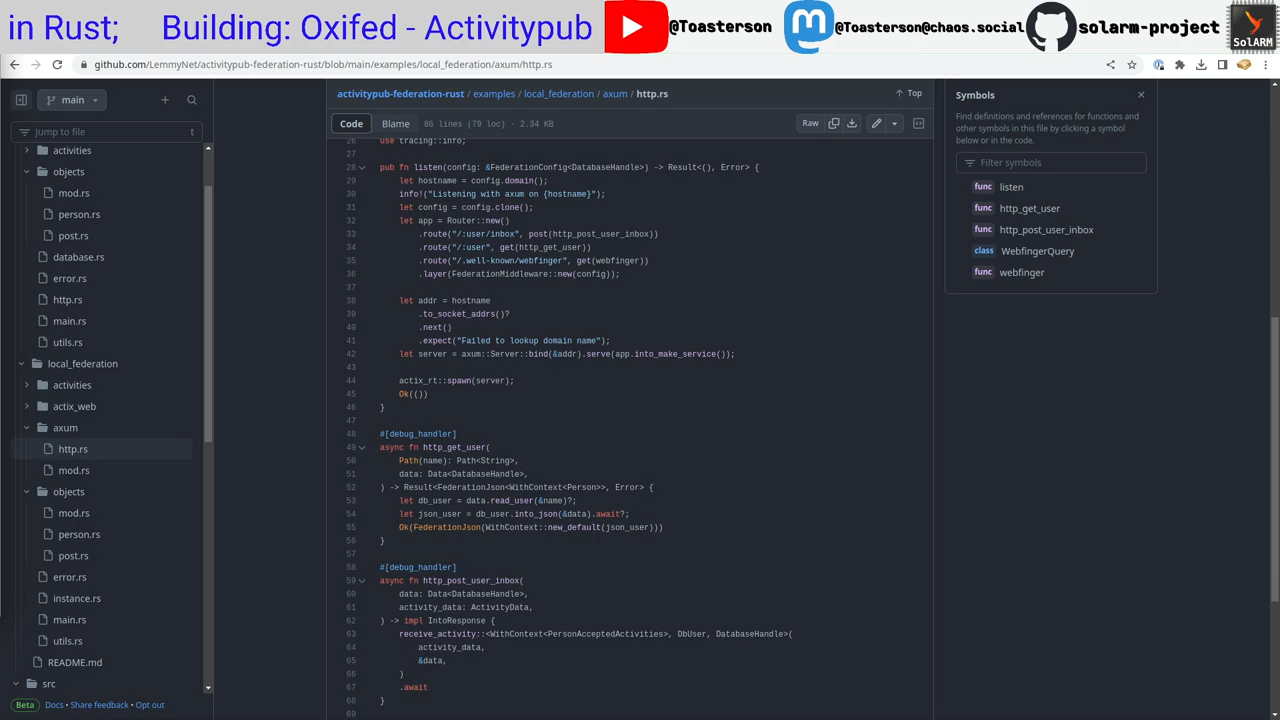 in Rust;     Building: Oxifed - Activitypub
@Toasterson
@Toasterson@chaos.social
solarm-project
SolARM
github.com/LemmyNet/activitypub-federation-rust/blob/main/examples/local_federation/axum/http.rs
main
Jump to file
t
activities
objects
mod.rs
person.rs
post.rs
database.rs
error.rs
http.rs
main.rs
utils.rs
local_federation
activities
actix_web
axum
http.rs
mod.rs
objects
mod.rs
person.rs
post.rs
error.rs
instance.rs
main.rs
utils.rs
README.md
src
Beta Docs · Share feedback · Opt out
activitypub-federation-rust / examples / local_federation / axum / http.rs
Top
Code Blame 86 lines (79 loc) · 2.34 KB
Raw
26 use tracing::info;
27
28 pub fn listen(config: &FederationConfig<DatabaseHandle>) -> Result<(), Error> {
29     let hostname = config.domain();
30     info!("Listening with axum on {hostname}");
31     let config = config.clone();
32     let app = Router::new()
33         .route("/:user/inbox", post(http_post_user_inbox))
34         .route("/:user", get(http_get_user))
35         .route("/.well-known/webfinger", get(webfinger))
36         .layer(FederationMiddleware::new(config));
37
38     let addr = hostname
39         .to_socket_addrs()?
40         .next()
41         .expect("Failed to lookup domain name");
42     let server = axum::Server::bind(&addr).serve(app.into_make_service());
43
44     actix_rt::spawn(server);
45     Ok(())
46 }
47
48 #[debug_handler]
49 async fn http_get_user(
50     Path(name): Path<String>,
51     data: Data<DatabaseHandle>,
52 ) -> Result<FederationJson<WithContext<Person>>, Error> {
53     let db_user = data.read_user(&name)?;
54     let json_user = db_user.into_json(&data).await?;
55     Ok(FederationJson(WithContext::new_default(json_user)))
56 }
57
58 #[debug_handler]
59 async fn http_post_user_inbox(
60     data: Data<DatabaseHandle>,
61     activity_data: ActivityData,
62 ) -> impl IntoResponse {
63     receive_activity::<WithContext<PersonAcceptedActivities>, DbUser, DatabaseHandle>(
64         activity_data,
65         &data,
66     )
67     .await
68 }
69
Symbols
Find definitions and references for functions and
other symbols in this file by clicking a symbol
below or in the code.
Filter symbols
func listen
func http_get_user
func http_post_user_inbox
class WebfingerQuery
func webfinger